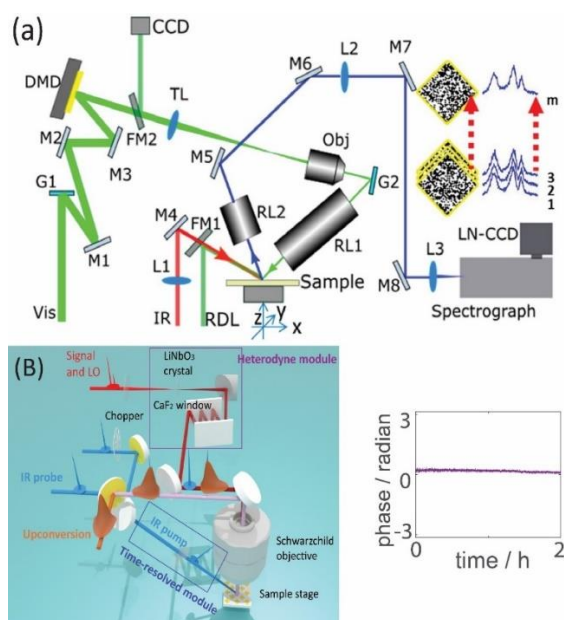 (a)
CCD
DMD
M6
L2
M7
M2
FM2
TL
m
M3
M5
Obj
G1
G2
3
2
1
M4
FM1
RL2
RL1
M1
LN-CCD
L1
Sample
M8
L3
Vis
IR
RDL
z
y
x
Spectrograph
(B)
Signal
and LO
LiNbO3
crystal
Heterodyne module
CaF2 window
Chopper
IR probe
Upconversion
IR pump
Time-resolved module
Schwarzchild
objective
Sample stage
3
0
-3
phase / radian
0
2
time / h